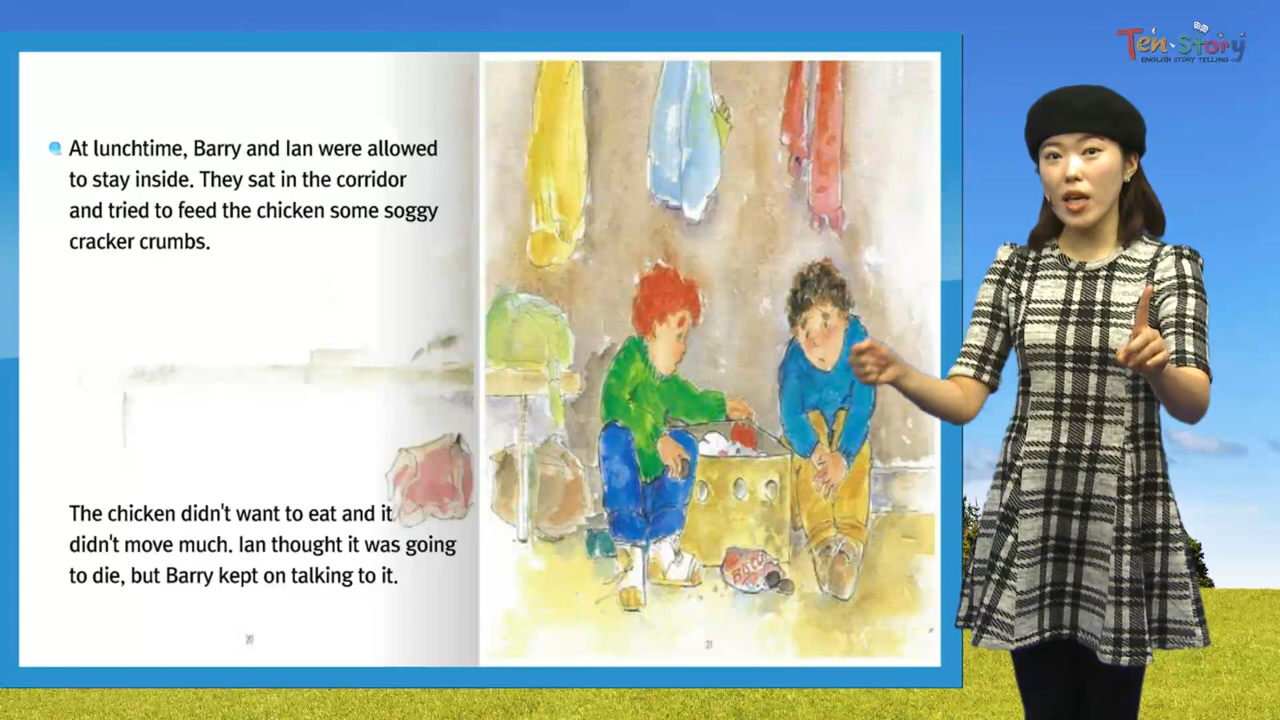 Ten Story
ENGLISH STORY TELLING
At lunchtime, Barry and Ian were allowed
to stay inside. They sat in the corridor
and tried to feed the chicken some soggy
cracker crumbs.
The chicken didn't want to eat and it
didn't move much. Ian thought it was going
to die, but Barry kept on talking to it.
21